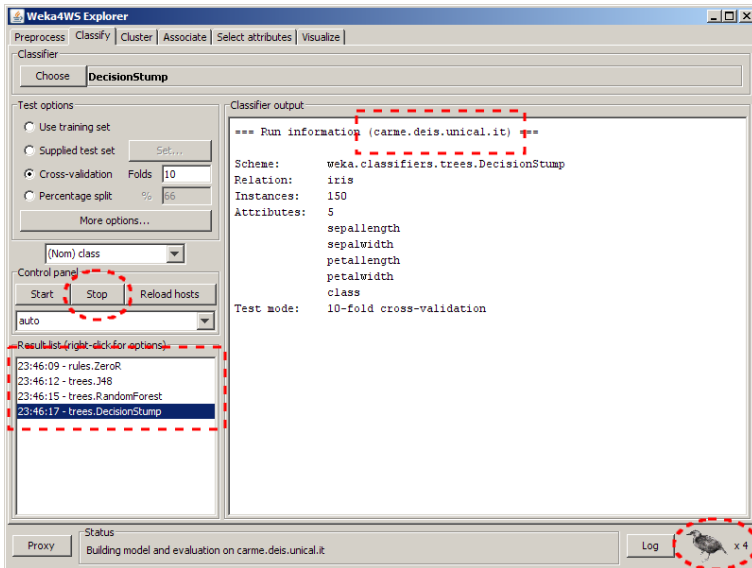 Weka4WS Explorer
Preprocess Classify Cluster Associate Select attributes Visualize
Classifier
Choose DecisionStump
Test options
Use training set
Supplied test set Set...
Cross-validation Folds 10
Percentage split % 66
More options...
(Nom) class
Control panel
Start Stop Reload hosts
auto
Result list (right-click for options)
23:46:09 - rules.ZeroR
23:46:12 - trees.J48
23:46:15 - trees.RandomForest
23:46:17 - trees.DecisionStump
Classifier output
=== Run information (carme.deis.unical.it) ===
Scheme: weka.classifiers.trees.DecisionStump
Relation: iris
Instances: 150
Attributes: 5
sepallength
sepalwidth
petallength
petalwidth
class
Test mode: 10-fold cross-validation
Proxy
Status
Building model and evaluation on carme.deis.unical.it
Log
x 4